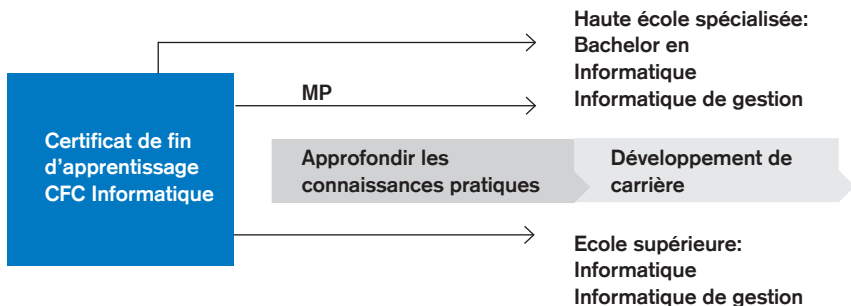 Haute école spécialisée:
Bachelor en
Informatique
Informatique de gestion
MP
Certificat de fin
d’apprentissage
CFC Informatique
Approfondir les
connaissances pratiques
Développement de
carrière
Ecole supérieure:
Informatique
Informatique de gestion